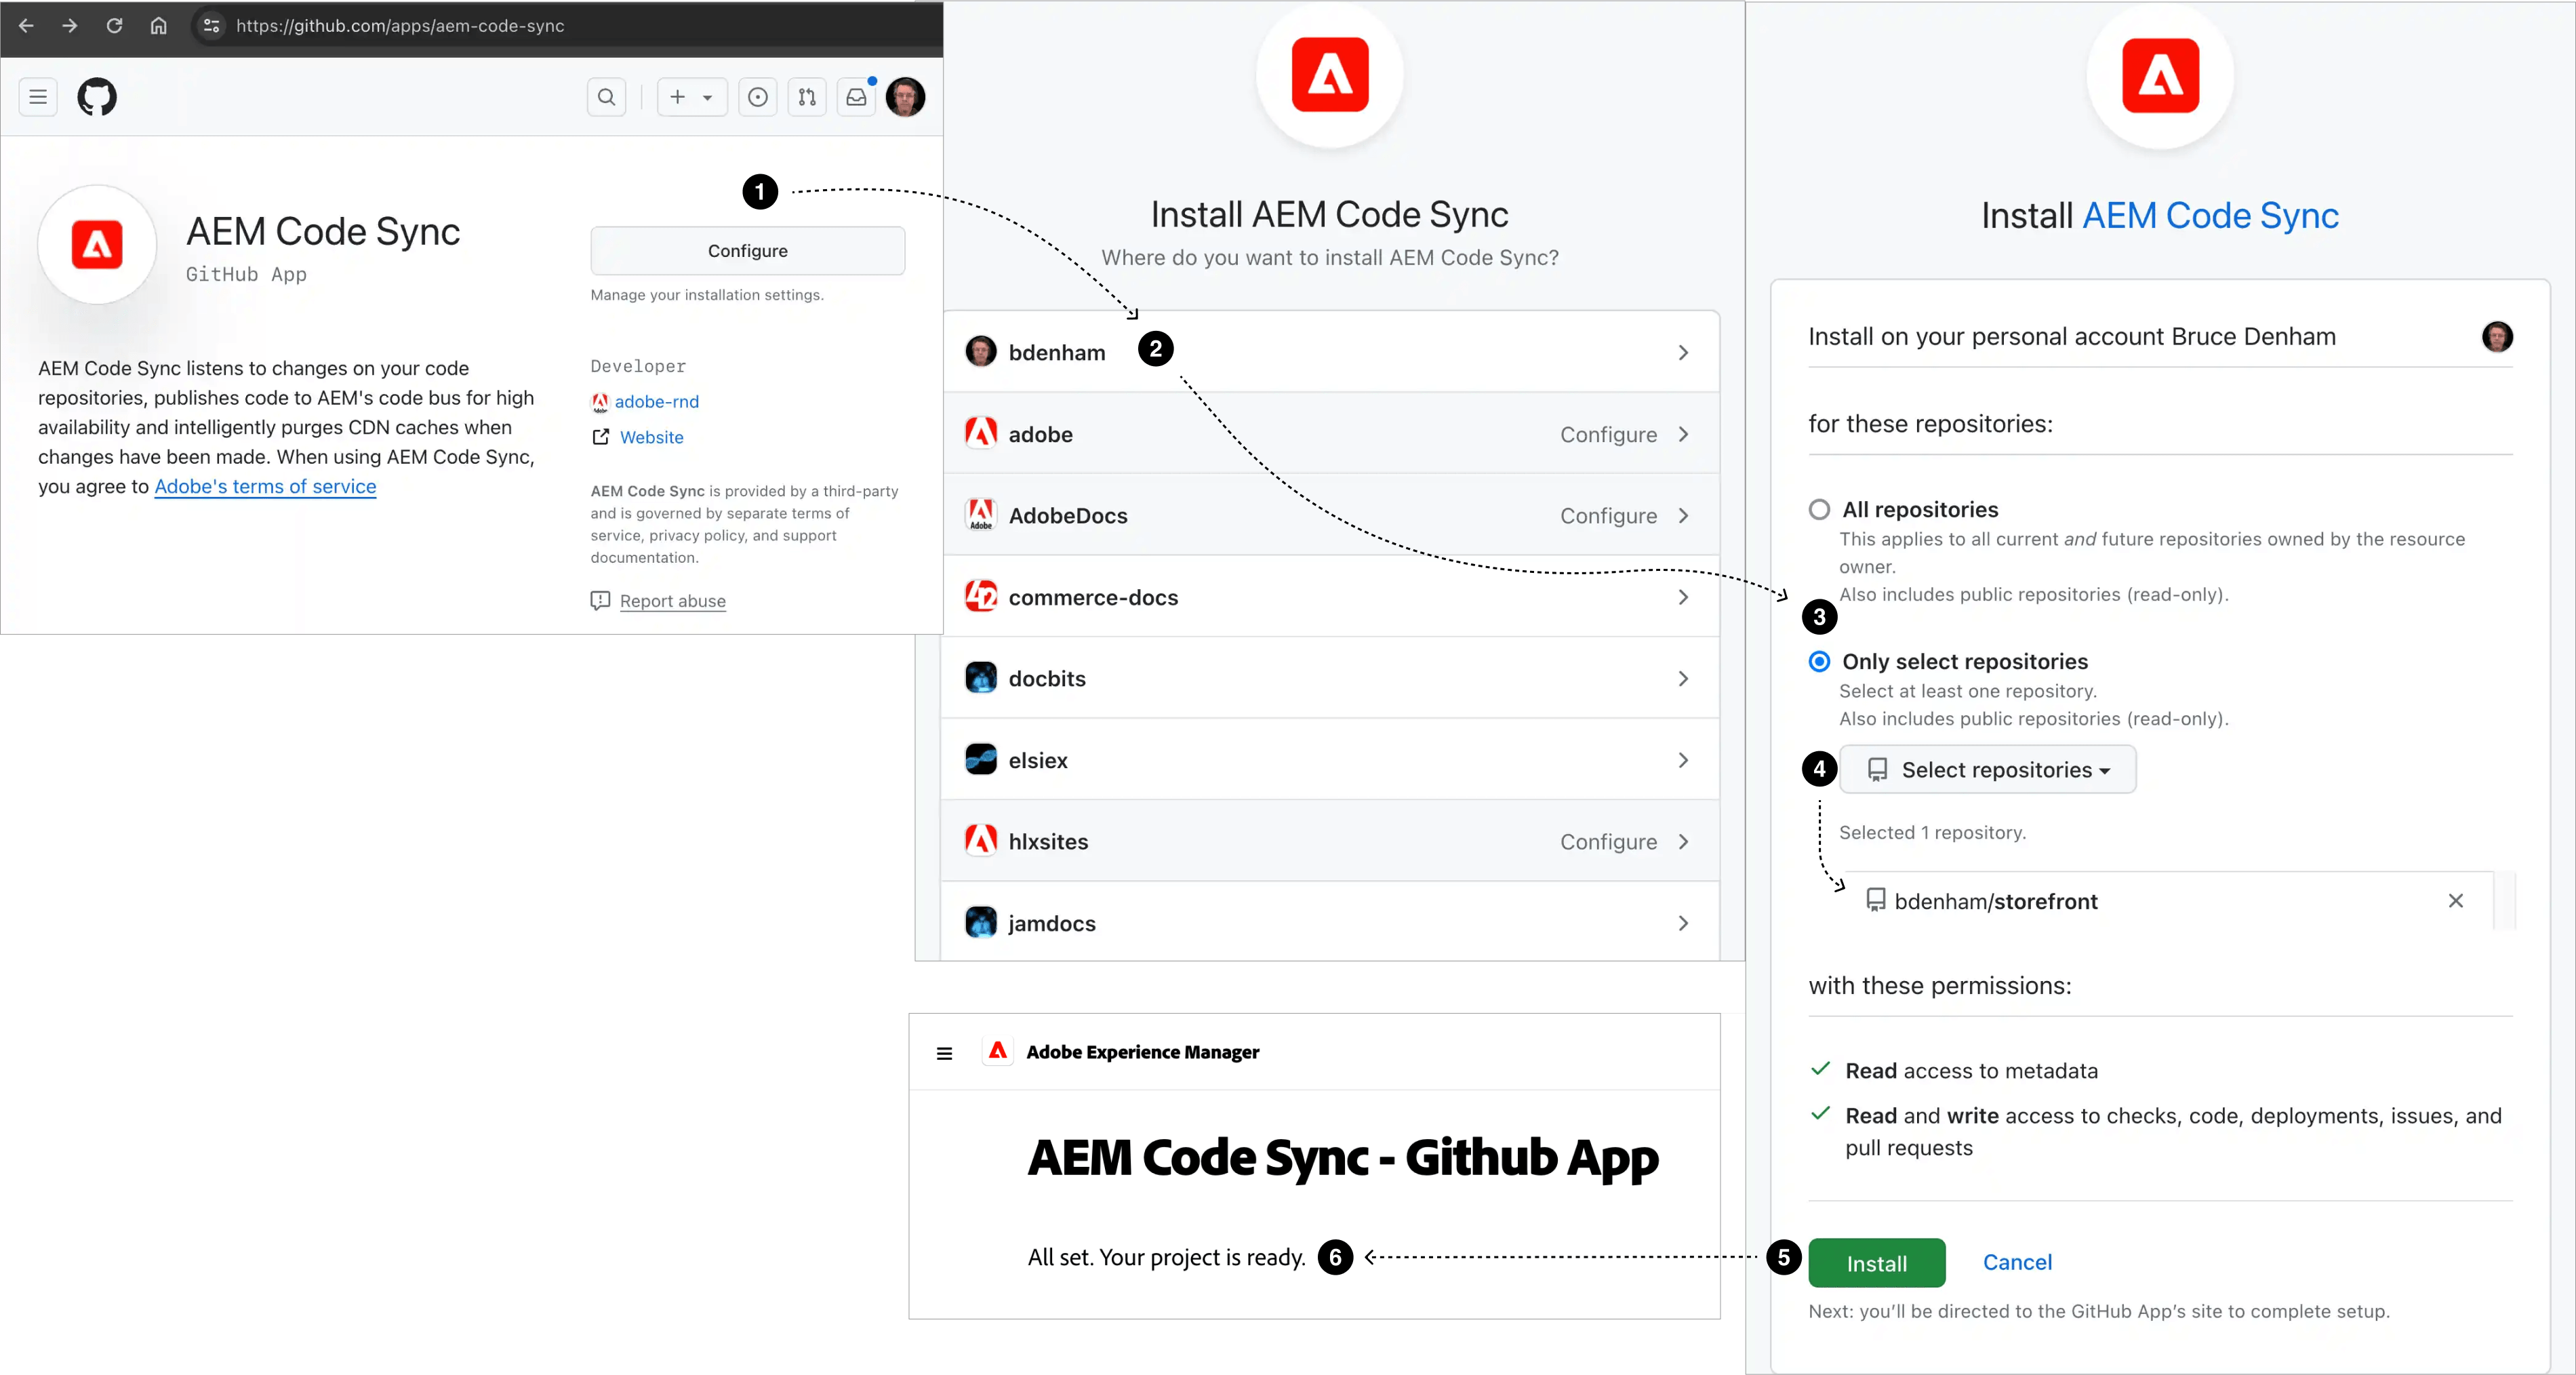 https://github.com/apps/aem-code-sync
AEM Code Sync
GitHub App
AEM Code Sync listens to changes on your code
repositories, publishes code to AEM's code bus for high
availability and intelligently purges CDN caches when
changes have been made. When using AEM Code Sync,
you agree to Adobe's terms of service
1
Configure
Manage your installation settings.
Developer
Adobe
adobe-rnd
Website
AEM Code Sync is provided by a third-party
and is governed by separate terms of
service, privacy policy, and support
documentation.
Report abuse
Install AEM Code Sync
Where do you want to install AEM Code Sync?
bdenham
2
adobe Configure
Adobe
AdobeDocs Configure
42
commerce-docs
docbits
elsiex
hlxsites Configure
jamdocs
Install AEM Code Sync
Install on your personal account Bruce Denham
for these repositories:
All repositories
This applies to all current and future repositories owned by the resource
owner.
Also includes public repositories (read-only).
3
Only select repositories
Select at least one repository.
Also includes public repositories (read-only).
4
Select repositories
Selected 1 repository.
bdenham/storefront
with these permissions:
Read access to metadata
Read and write access to checks, code, deployments, issues, and
pull requests
5
Install Cancel
Next: you’ll be directed to the GitHub App’s site to complete setup.
Adobe Experience Manager
AEM Code Sync - Github App
All set. Your project is ready. 6